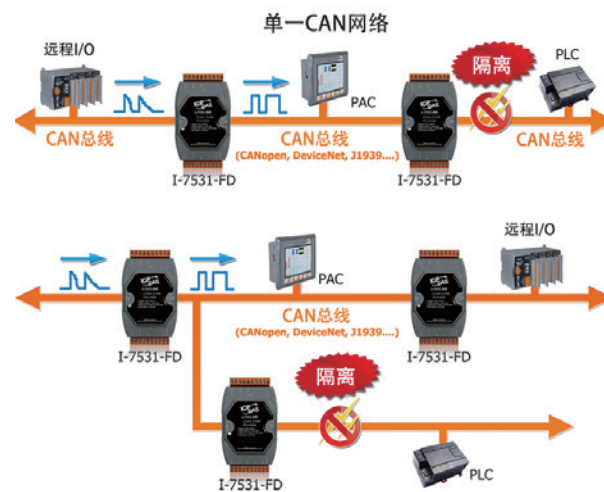 单一CAN网络
远程I/O
隔离
PLC
PAC
CAN总线
CAN总线
CAN总线
(CANopen, DeviceNet, J1939....)
I-7531-FD
I-7531-FD
远程I/O
PAC
CAN总线
(CANopen, DeviceNet, J1939....)
I-7531-FD
I-7531-FD
隔离
I-7531-FD
PLC